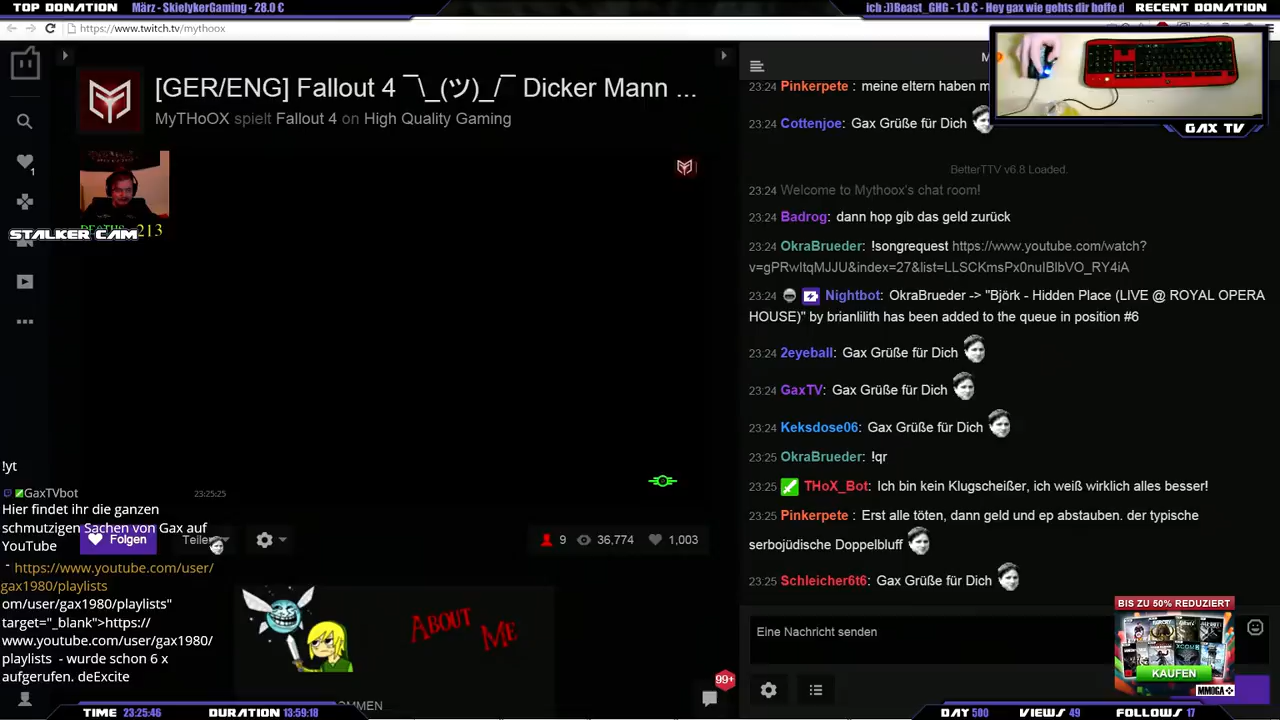 TOP DONATION März - SkielykerGaming - 28.0 €
ich :))Beast_GHG - 1.0 € - Hey gax wie gehts dir hoffe d RECENT DONATION
https://www.twitch.tv/mythoox
[GER/ENG] Fallout 4 ¯\_(ツ)_/¯ Dicker Mann ...
MyTHoOX spielt Fallout 4 on High Quality Gaming
1
213
STALKER CAM
!yt
GaxTVbot 23:25:25
Hier findet ihr die ganzen
schmutzigen Sachen von Gax auf
YouTube
- https://www.youtube.com/user/
gax1980/playlists
om/user/gax1980/playlists"
target="_blank">https://
www.youtube.com/user/gax1980/
playlists - wurde schon 6 x
aufgerufen. deExcite
Folgen
9 36,774 1,003
ABOUT
ME
99+
GAX TV
23:24 Pinkerpete : meine eltern haben m
23:24 Cottenjoe: Gax Grüße für Dich
BetterTTV v6.8 Loaded.
23:24 Welcome to Mythoox's chat room!
23:24 Badrog: dann hop gib das geld zurück
23:24 OkraBrueder: !songrequest https://www.youtube.com/watch?
v=gPRwItqMJJU&index=27&list=LLSCKmsPx0nuIBlbVO_RY4iA
23:24 Nightbot: OkraBrueder -> "Björk - Hidden Place (LIVE @ ROYAL OPERA
HOUSE)" by brianlilith has been added to the queue in position #6
23:24 2eyeball: Gax Grüße für Dich
23:24 GaxTV: Gax Grüße für Dich
23:24 Keksdose06: Gax Grüße für Dich
23:25 OkraBrueder: !qr
23:25 THoX_Bot: Ich bin kein Klugscheißer, ich weiß wirklich alles besser!
23:25 Pinkerpete : Erst alle töten, dann geld und ep abstauben. der typische
serbojüdische Doppelbluff
23:25 Schleicher6t6: Gax Grüße für Dich
Eine Nachricht senden
BIS ZU 50% REDUZIERT
XCOM 2
KAUFEN
MMOGA
TIME 23:25:46 DURATION 13:59:18
DAY 500 VIEWS 49 FOLLOWS 17